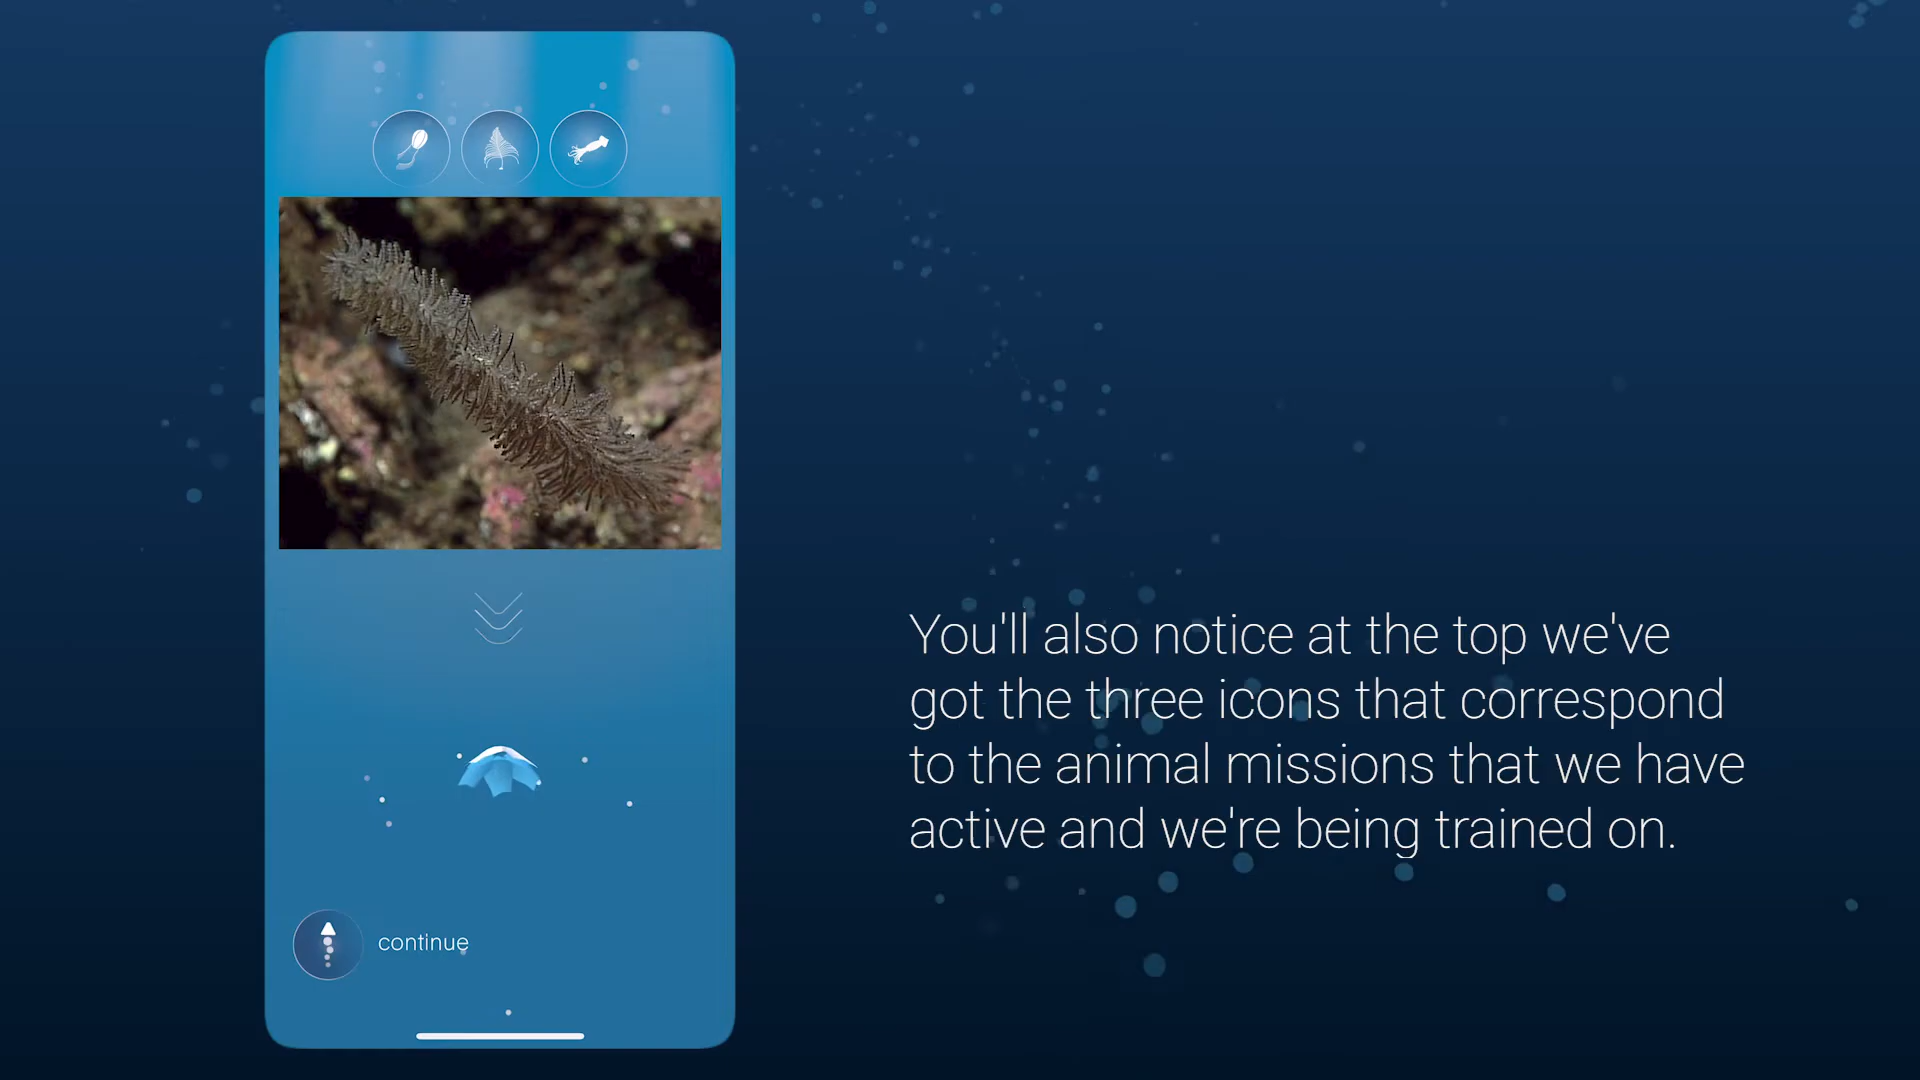 continue
You'll also notice at the top we've
got the three icons that correspond
to the animal missions that we have
active and we're being trained on.